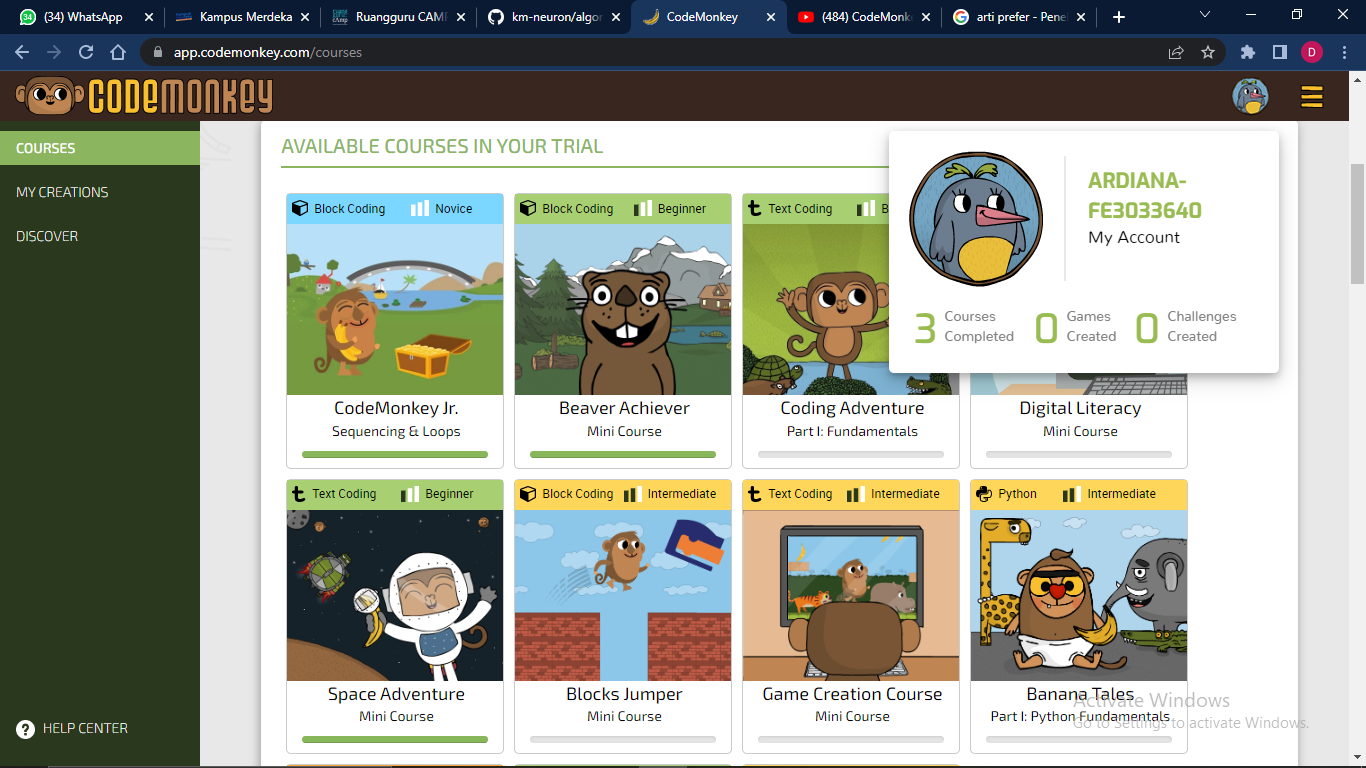 (34) WhatsApp
Kampus Merdeka
Ruangguru CAM
km-neuron/algor
CodeMonkey
(484) CodeMonk
arti prefer - Pene
app.codemonkey.com/courses
D
CODEMONKEY
COURSES
MY CREATIONS
DISCOVER
HELP CENTER
AVAILABLE COURSES IN YOUR TRIAL
ARDIANA-
FE3033640
My Account
3 Courses Completed
0 Games Created
0 Challenges Created
Block Coding Novice
CodeMonkey Jr.
Sequencing & Loops
Block Coding Beginner
Beaver Achiever
Mini Course
Text Coding B
Coding Adventure
Part I: Fundamentals
Digital Literacy
Mini Course
Text Coding Beginner
Space Adventure
Mini Course
Block Coding Intermediate
Blocks Jumper
Mini Course
Text Coding Intermediate
Game Creation Course
Mini Course
Python Intermediate
Banana Tales
Part I: Python Fundamentals
Activate Windows
Go to Settings to activate Windows.